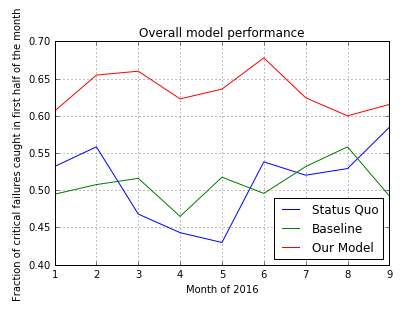 Overall model performance
Fraction of critical failures caught in first half of the month
0.70
0.65
0.60
0.55
0.50
0.45
0.40
1 2 3 4 5 6 7 8 9
Month of 2016
Status Quo
Baseline
Our Model